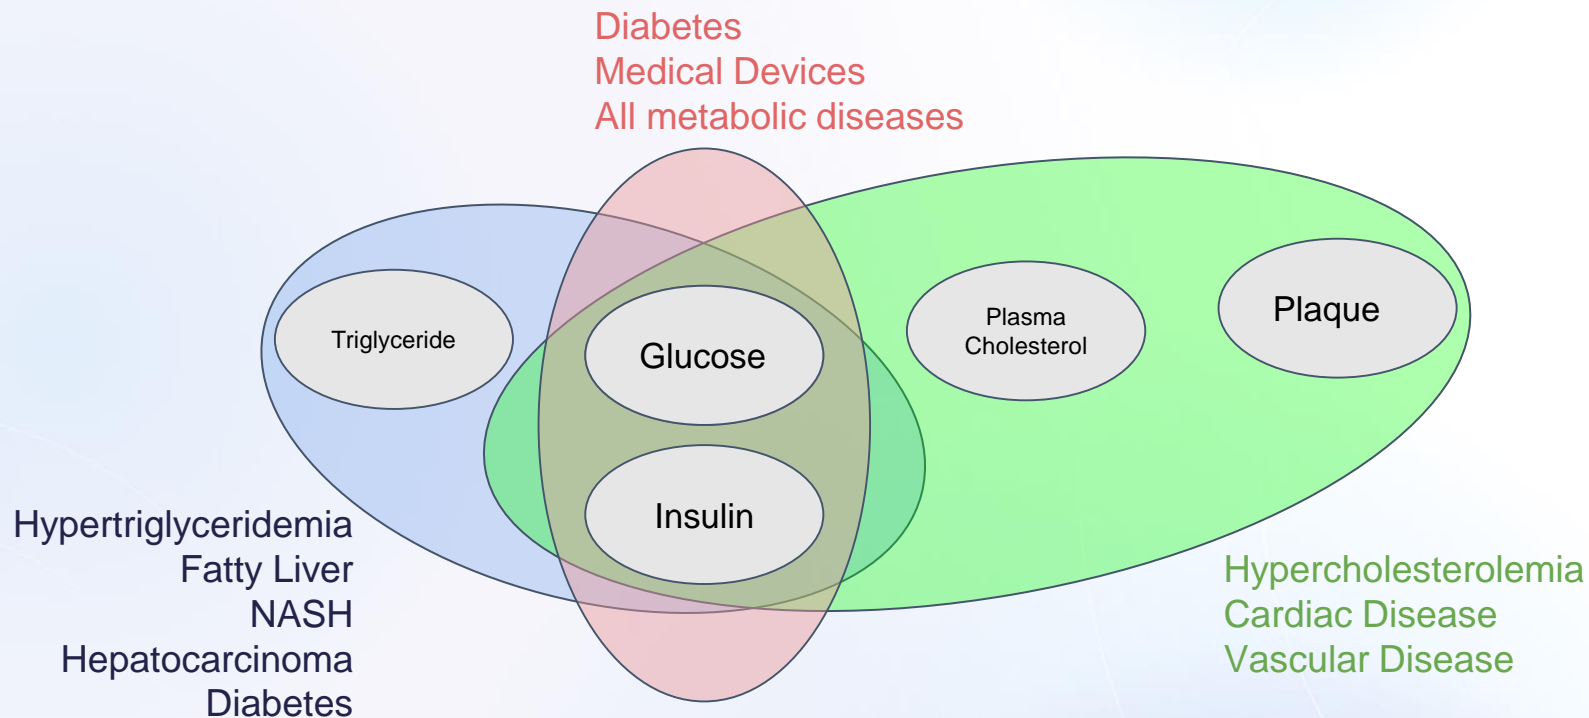 Diabetes
Medical Devices
All metabolic diseases
Triglyceride
Glucose
Insulin
Plasma
Cholesterol
Plaque
Hypertriglyceridemia
Fatty Liver
NASH
Hepatocarcinoma
Diabetes
Hypercholesterolemia
Cardiac Disease
Vascular Disease